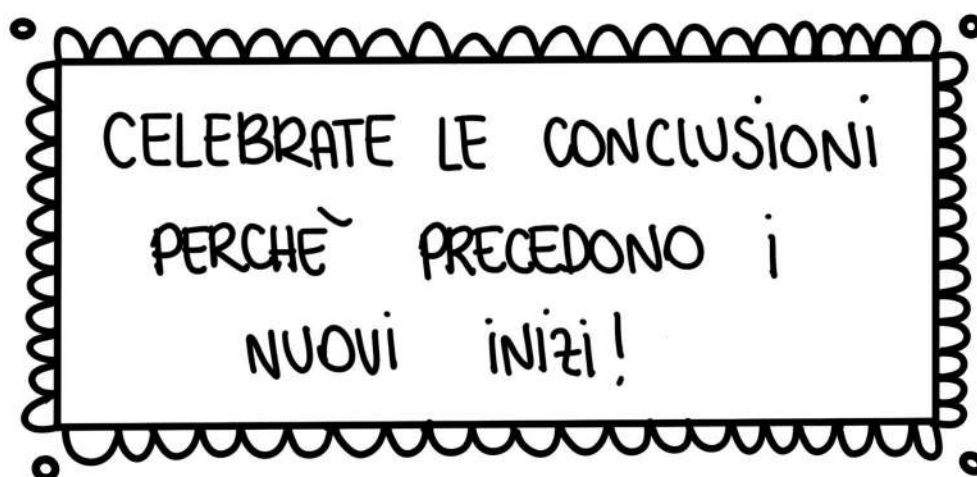 CELEBRATE LE CONCLUSIONI
PERCHÈ PRECEDONO i
NUOVi iNizi!